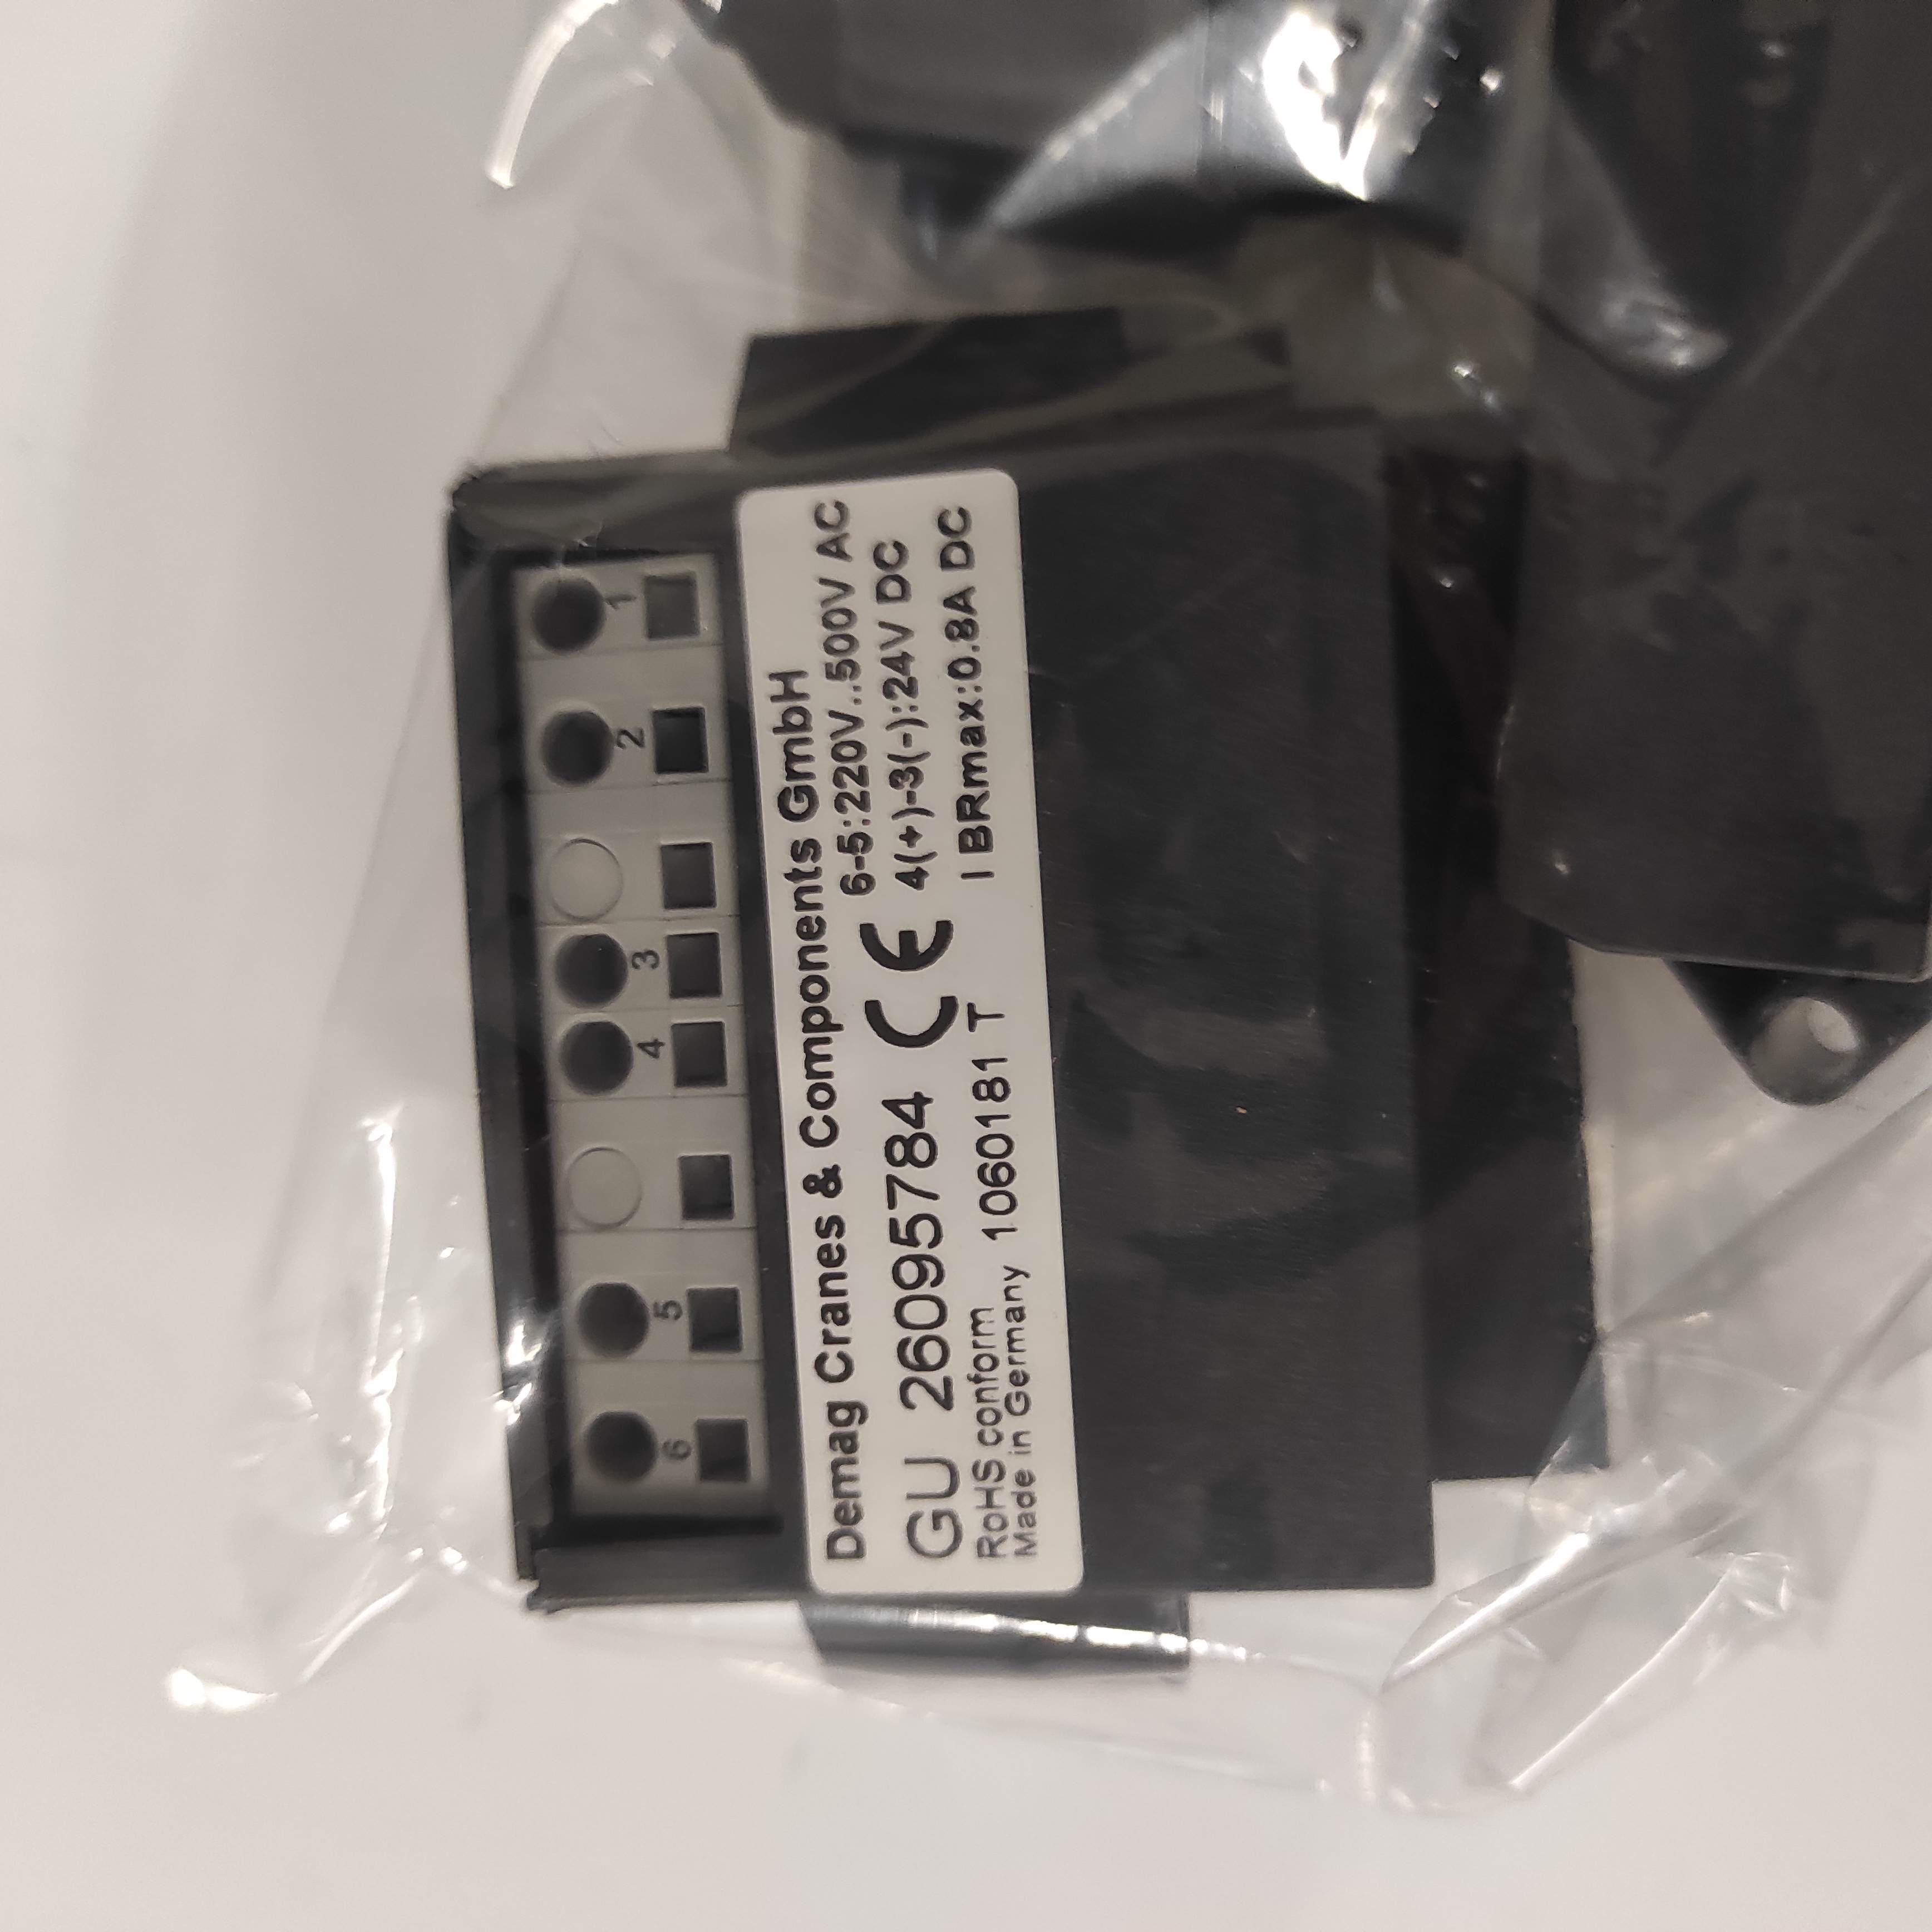 Demag Cranes & Components GmbH
GU 26095784 CE
6-5:220V..500V AC
4(+)-3(-):24V DC
I BRmax:0.8A DC
RoHS conform
Made in Germany 1060181 T
6 5 4 3 2 1